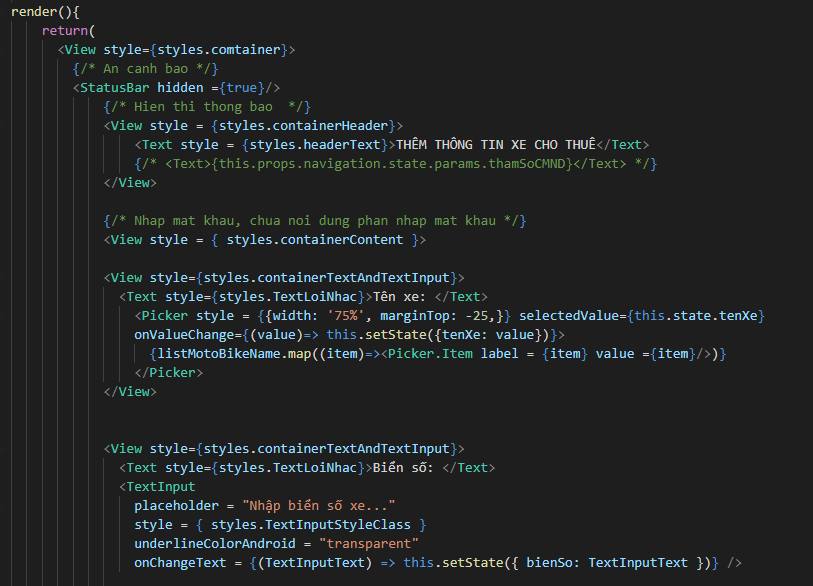 render(){
return(
<View style={styles.comtainer}>
{/* An canh bao */}
<StatusBar hidden ={true}/>
{/* Hien thi thong bao  */}
<View style = {styles.containerHeader}>
<Text style = {styles.headerText}>THÊM THÔNG TIN XE CHO THUÊ</Text>
{/* <Text>{this.props.navigation.state.params.thamSoCMND}</Text> */}
</View>
{/* Nhap mat khau, chua noi dung phan nhap mat khau */}
<View style = { styles.containerContent }>
<View style={styles.containerTextAndTextInput}>
<Text style={styles.TextLoiNhac}>Tên xe: </Text>
<Picker style = {{width: '75%', marginTop: -25,}} selectedValue={this.state.tenXe}
onValueChange={(value)=> this.setState({tenXe: value})}>
{listMotoBikeName.map((item)=><Picker.Item label = {item} value ={item}/>)}
</Picker>
</View>
<View style={styles.containerTextAndTextInput}>
<Text style={styles.TextLoiNhac}>Biển số: </Text>
<TextInput
placeholder = "Nhập biển số xe..."
style = { styles.TextInputStyleClass }
underlineColorAndroid = "transparent"
onChangeText = {(TextInputText) => this.setState({ bienSo: TextInputText })} />